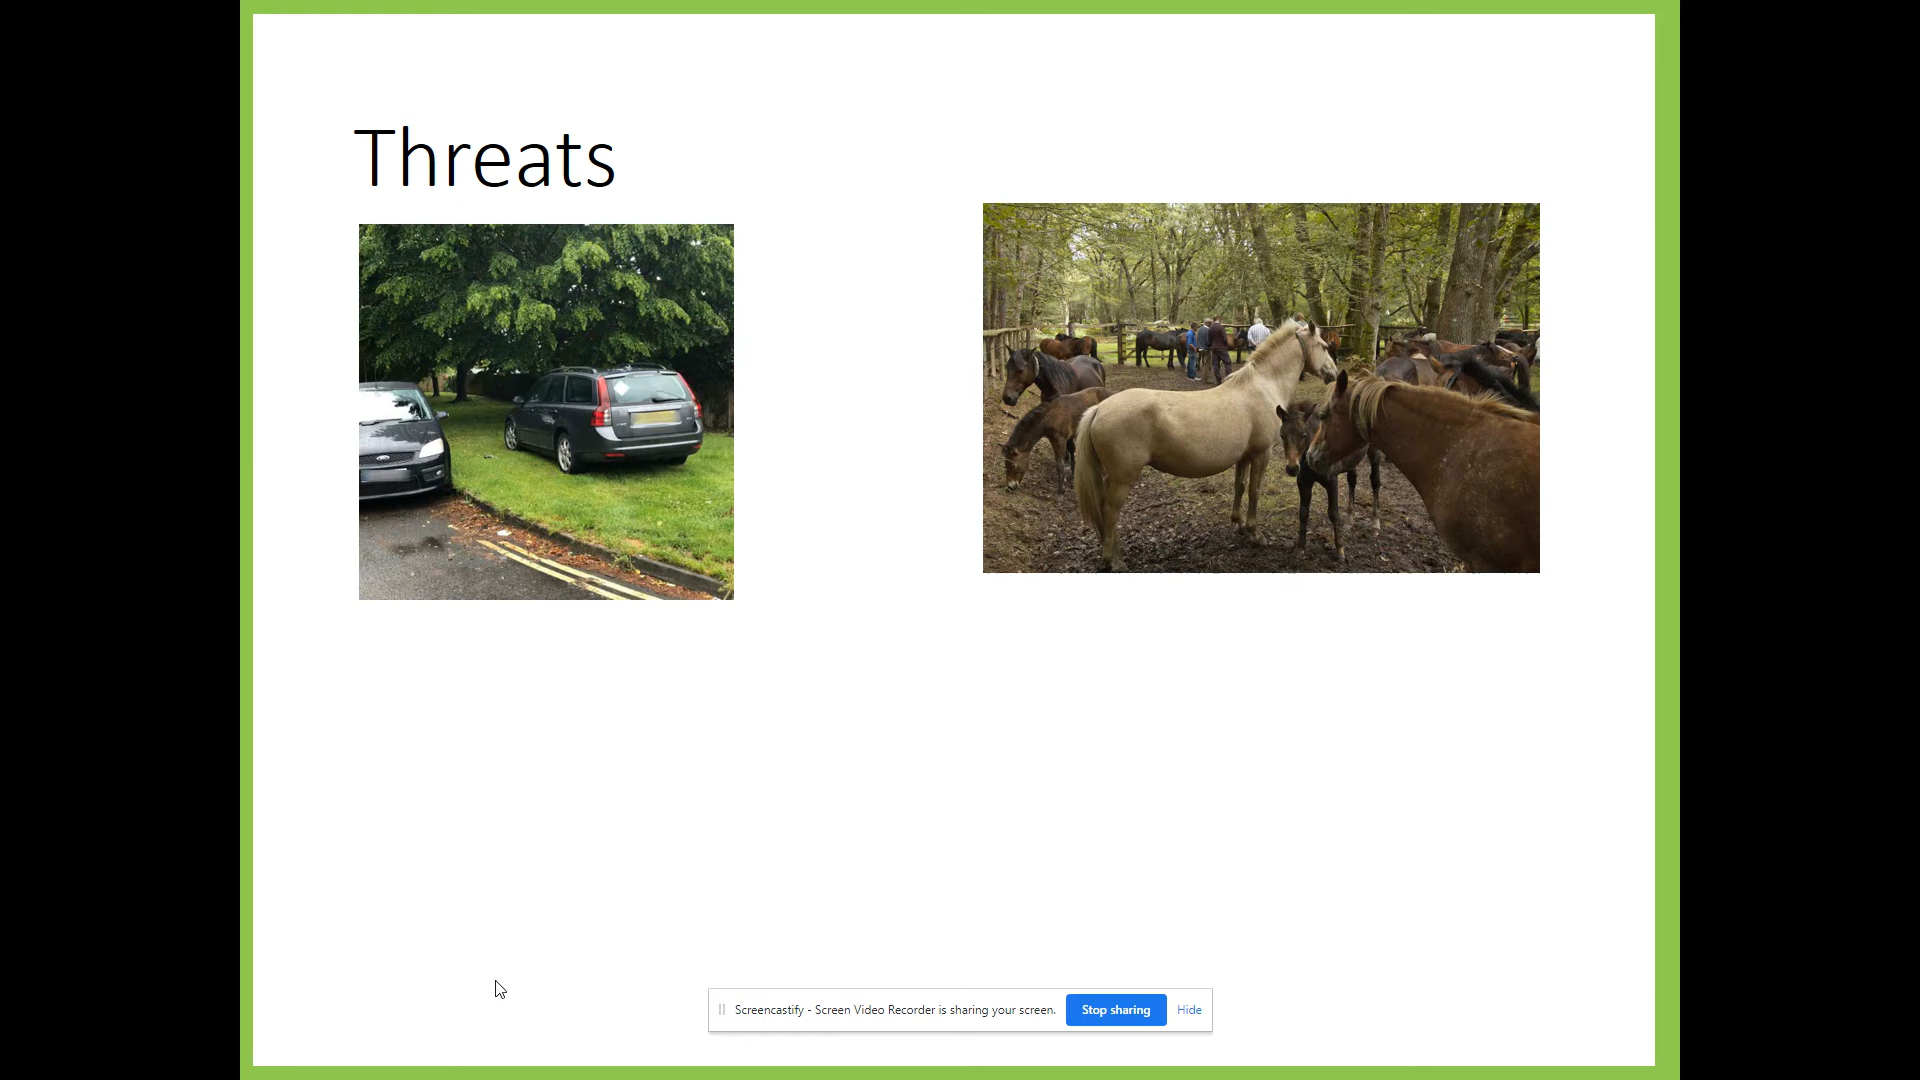 Threats
Screencastify - Screen Video Recorder is sharing your screen.
Stop sharing
Hide